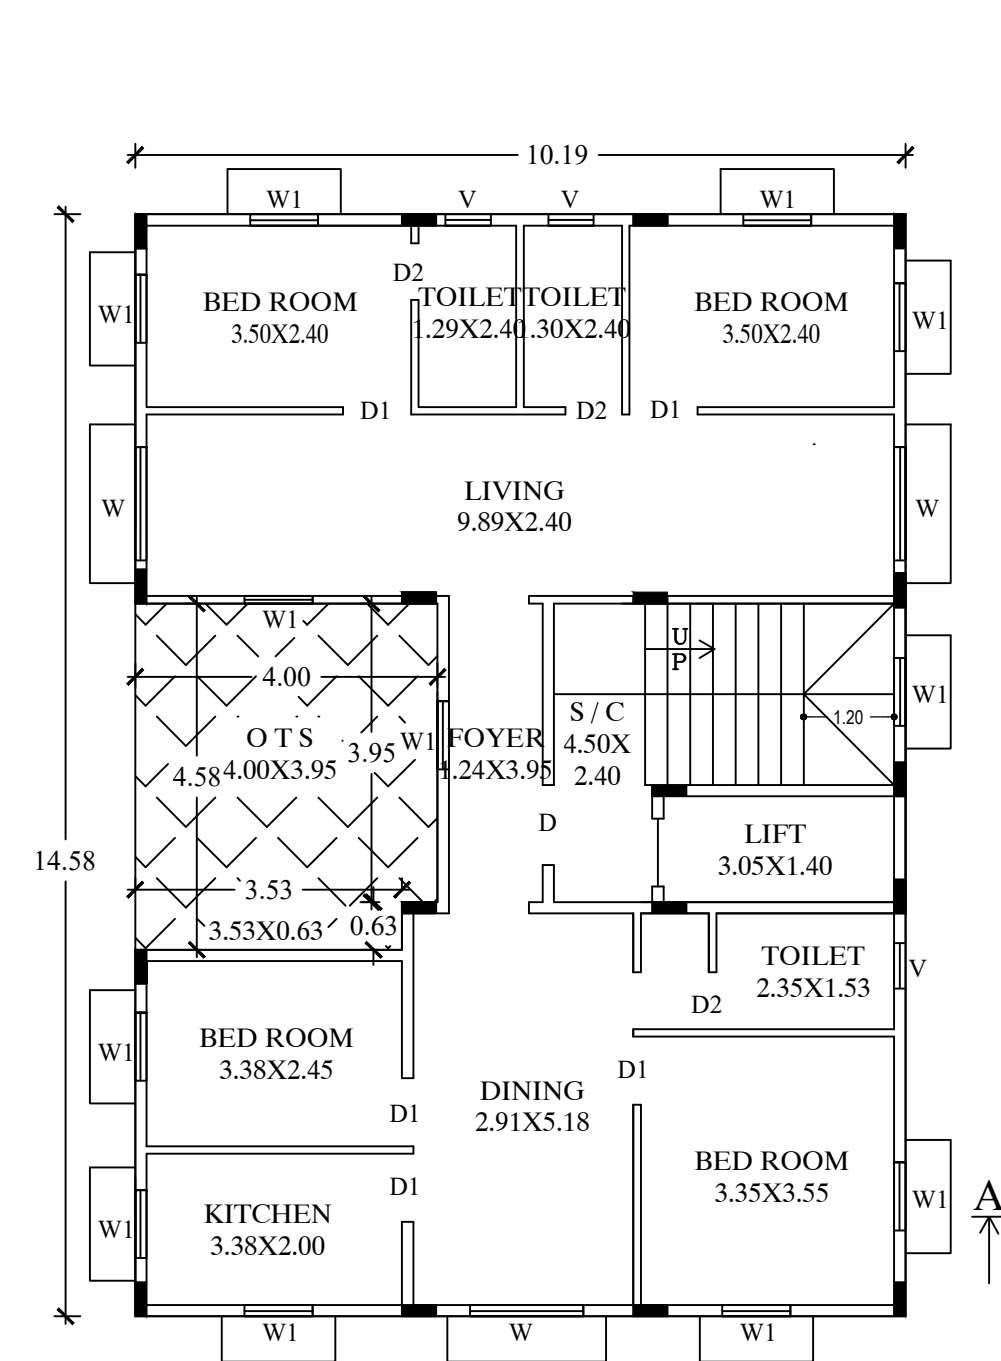 10.19
W1
V
V
W1
D2
W1
BED ROOM
3.50X2.40
TOILET
1.29X2.40
TOILET
1.30X2.40
BED ROOM
3.50X2.40
W1
D1
D2
D1
W
LIVING
9.89X2.40
W
W1
UP
4.00
W1
S / C
4.50X
2.40
1.20
O T S
4.00X3.95
3.95
4.58
W1
FOYER
1.24X3.95
D
LIFT
3.05X1.40
14.58
3.53
3.53X0.63
0.63
TOILET
2.35X1.53
V
D2
BED ROOM
3.38X2.45
W1
D1
D1
DINING
2.91X5.18
BED ROOM
3.35X3.55
D1
KITCHEN
3.38X2.00
W1
W1
A
W1
W
W1